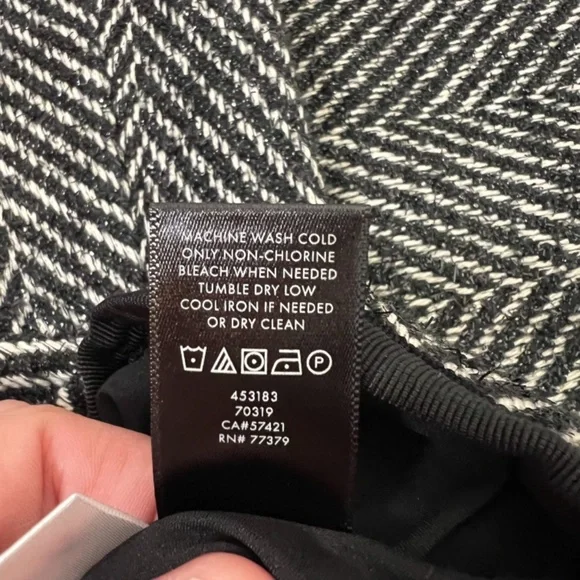 MACHINE WASH COLD
ONLY NON-CHLORINE
BLEACH WHEN NEEDED
TUMBLE DRY LOW
COOL IRON IF NEEDED
OR DRY CLEAN
P
453183
70319
CA#57421
RN# 77379